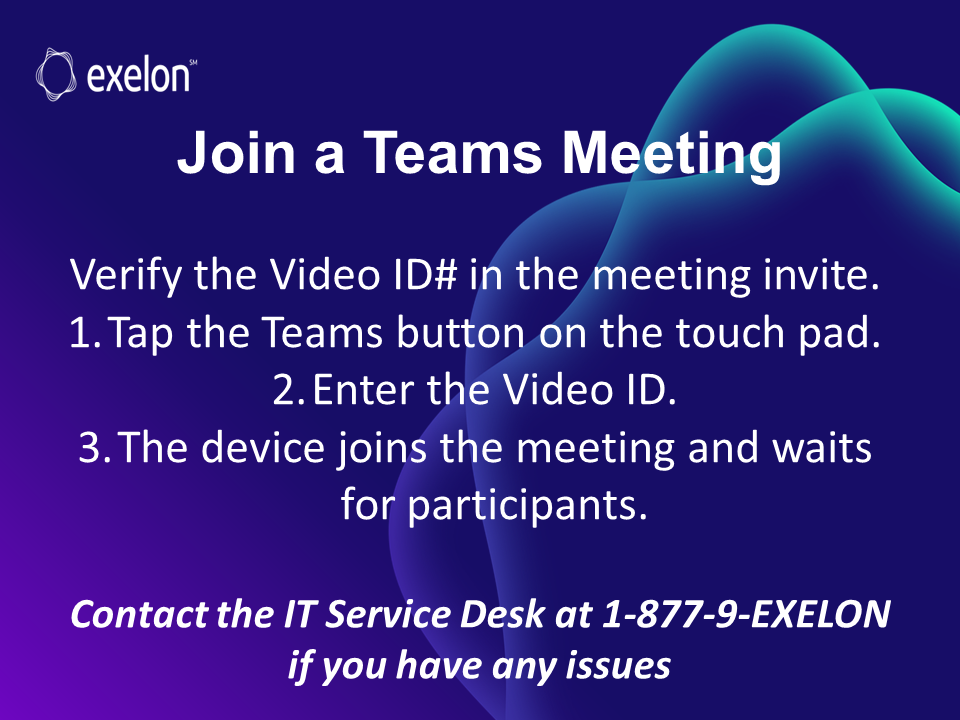 exelon℠
Join a Teams Meeting
Verify the Video ID# in the meeting invite.
1. Tap the Teams button on the touch pad.
2. Enter the Video ID.
3. The device joins the meeting and waits
for participants.
Contact the IT Service Desk at 1-877-9-EXELON
if you have any issues